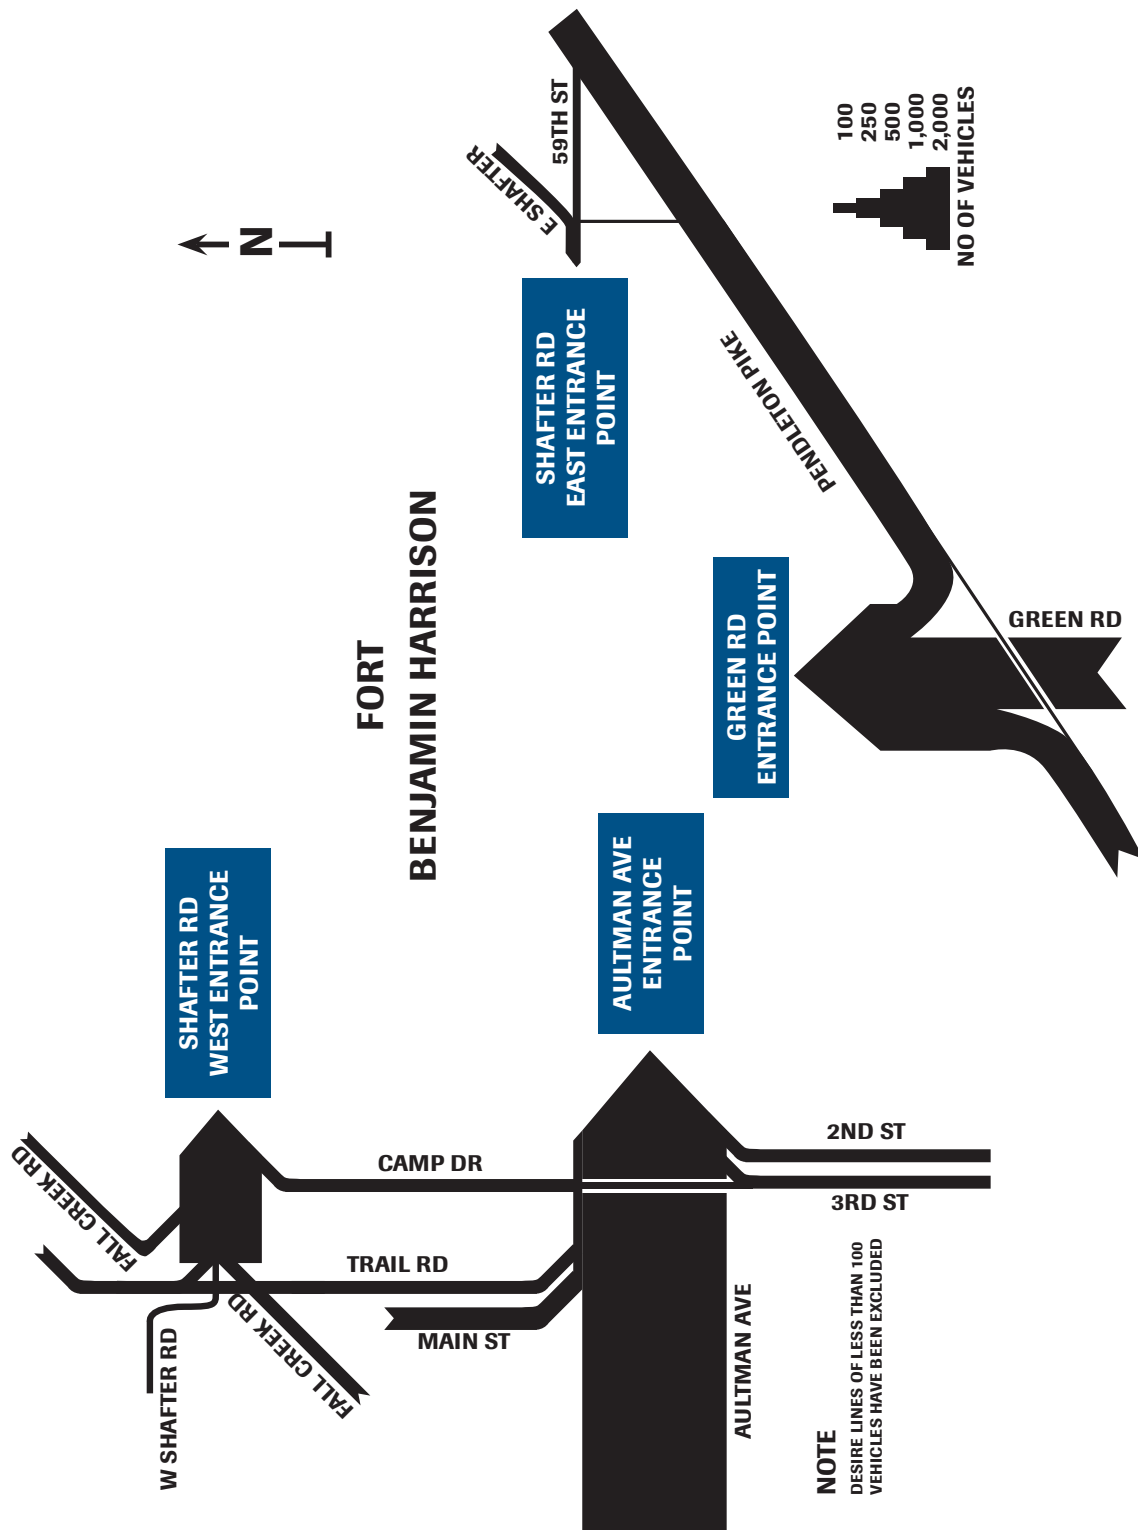 FALL CREEK RD
W SHAFTER RD
FALL CREEK RD
SHAFTER RD
WEST ENTRANCE
POINT
N
CAMP DR
TRAIL RD
MAIN ST
FORT
BENJAMIN HARRISON
E SHAFTER
59TH ST
SHAFTER RD
EAST ENTRANCE
POINT
AULTMAN AVE
ENTRANCE
POINT
GREEN RD
ENTRANCE POINT
PENDLETON PIKE
GREEN RD
2ND ST
3RD ST
AULTMAN AVE
100
250
500
1,000
2,000
NO OF VEHICLES
NOTE
DESIRE LINES OF LESS THAN 100
VEHICLES HAVE BEEN EXCLUDED